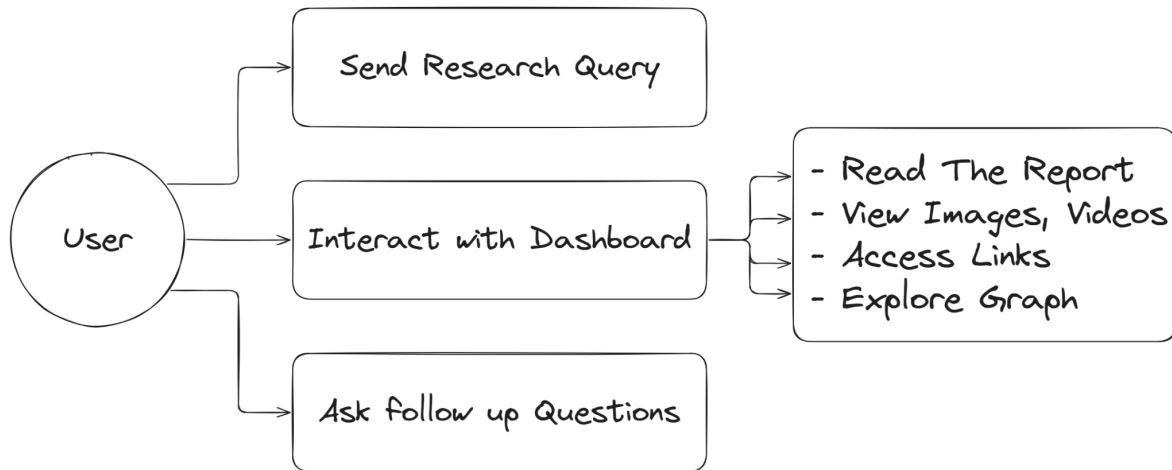 Send Research Query
User
Interact with Dashboard
- Read The Report
- View Images, Videos
- Access Links
- Explore Graph
Ask follow up Questions